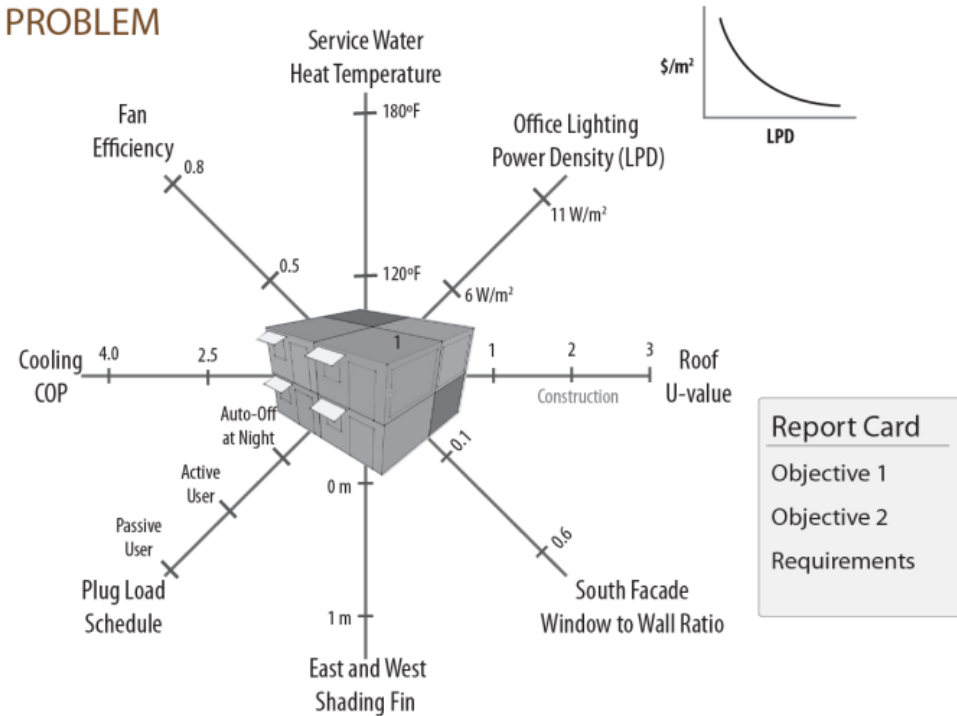 PROBLEM
Service Water
Heat Temperature
180ºF
120ºF
$/m²
LPD
Fan
Efficiency
0.8
0.5
Office Lighting
Power Density (LPD)
11 W/m²
6 W/m²
Cooling
COP
4.0
2.5
1
1
2
3
Construction
Roof
U-value
Auto-Off
at Night
Active
User
Passive
User
Plug Load
Schedule
0 m
1 m
East and West
Shading Fin
0.1
0.6
South Facade
Window to Wall Ratio
Report Card
Objective 1
Objective 2
Requirements